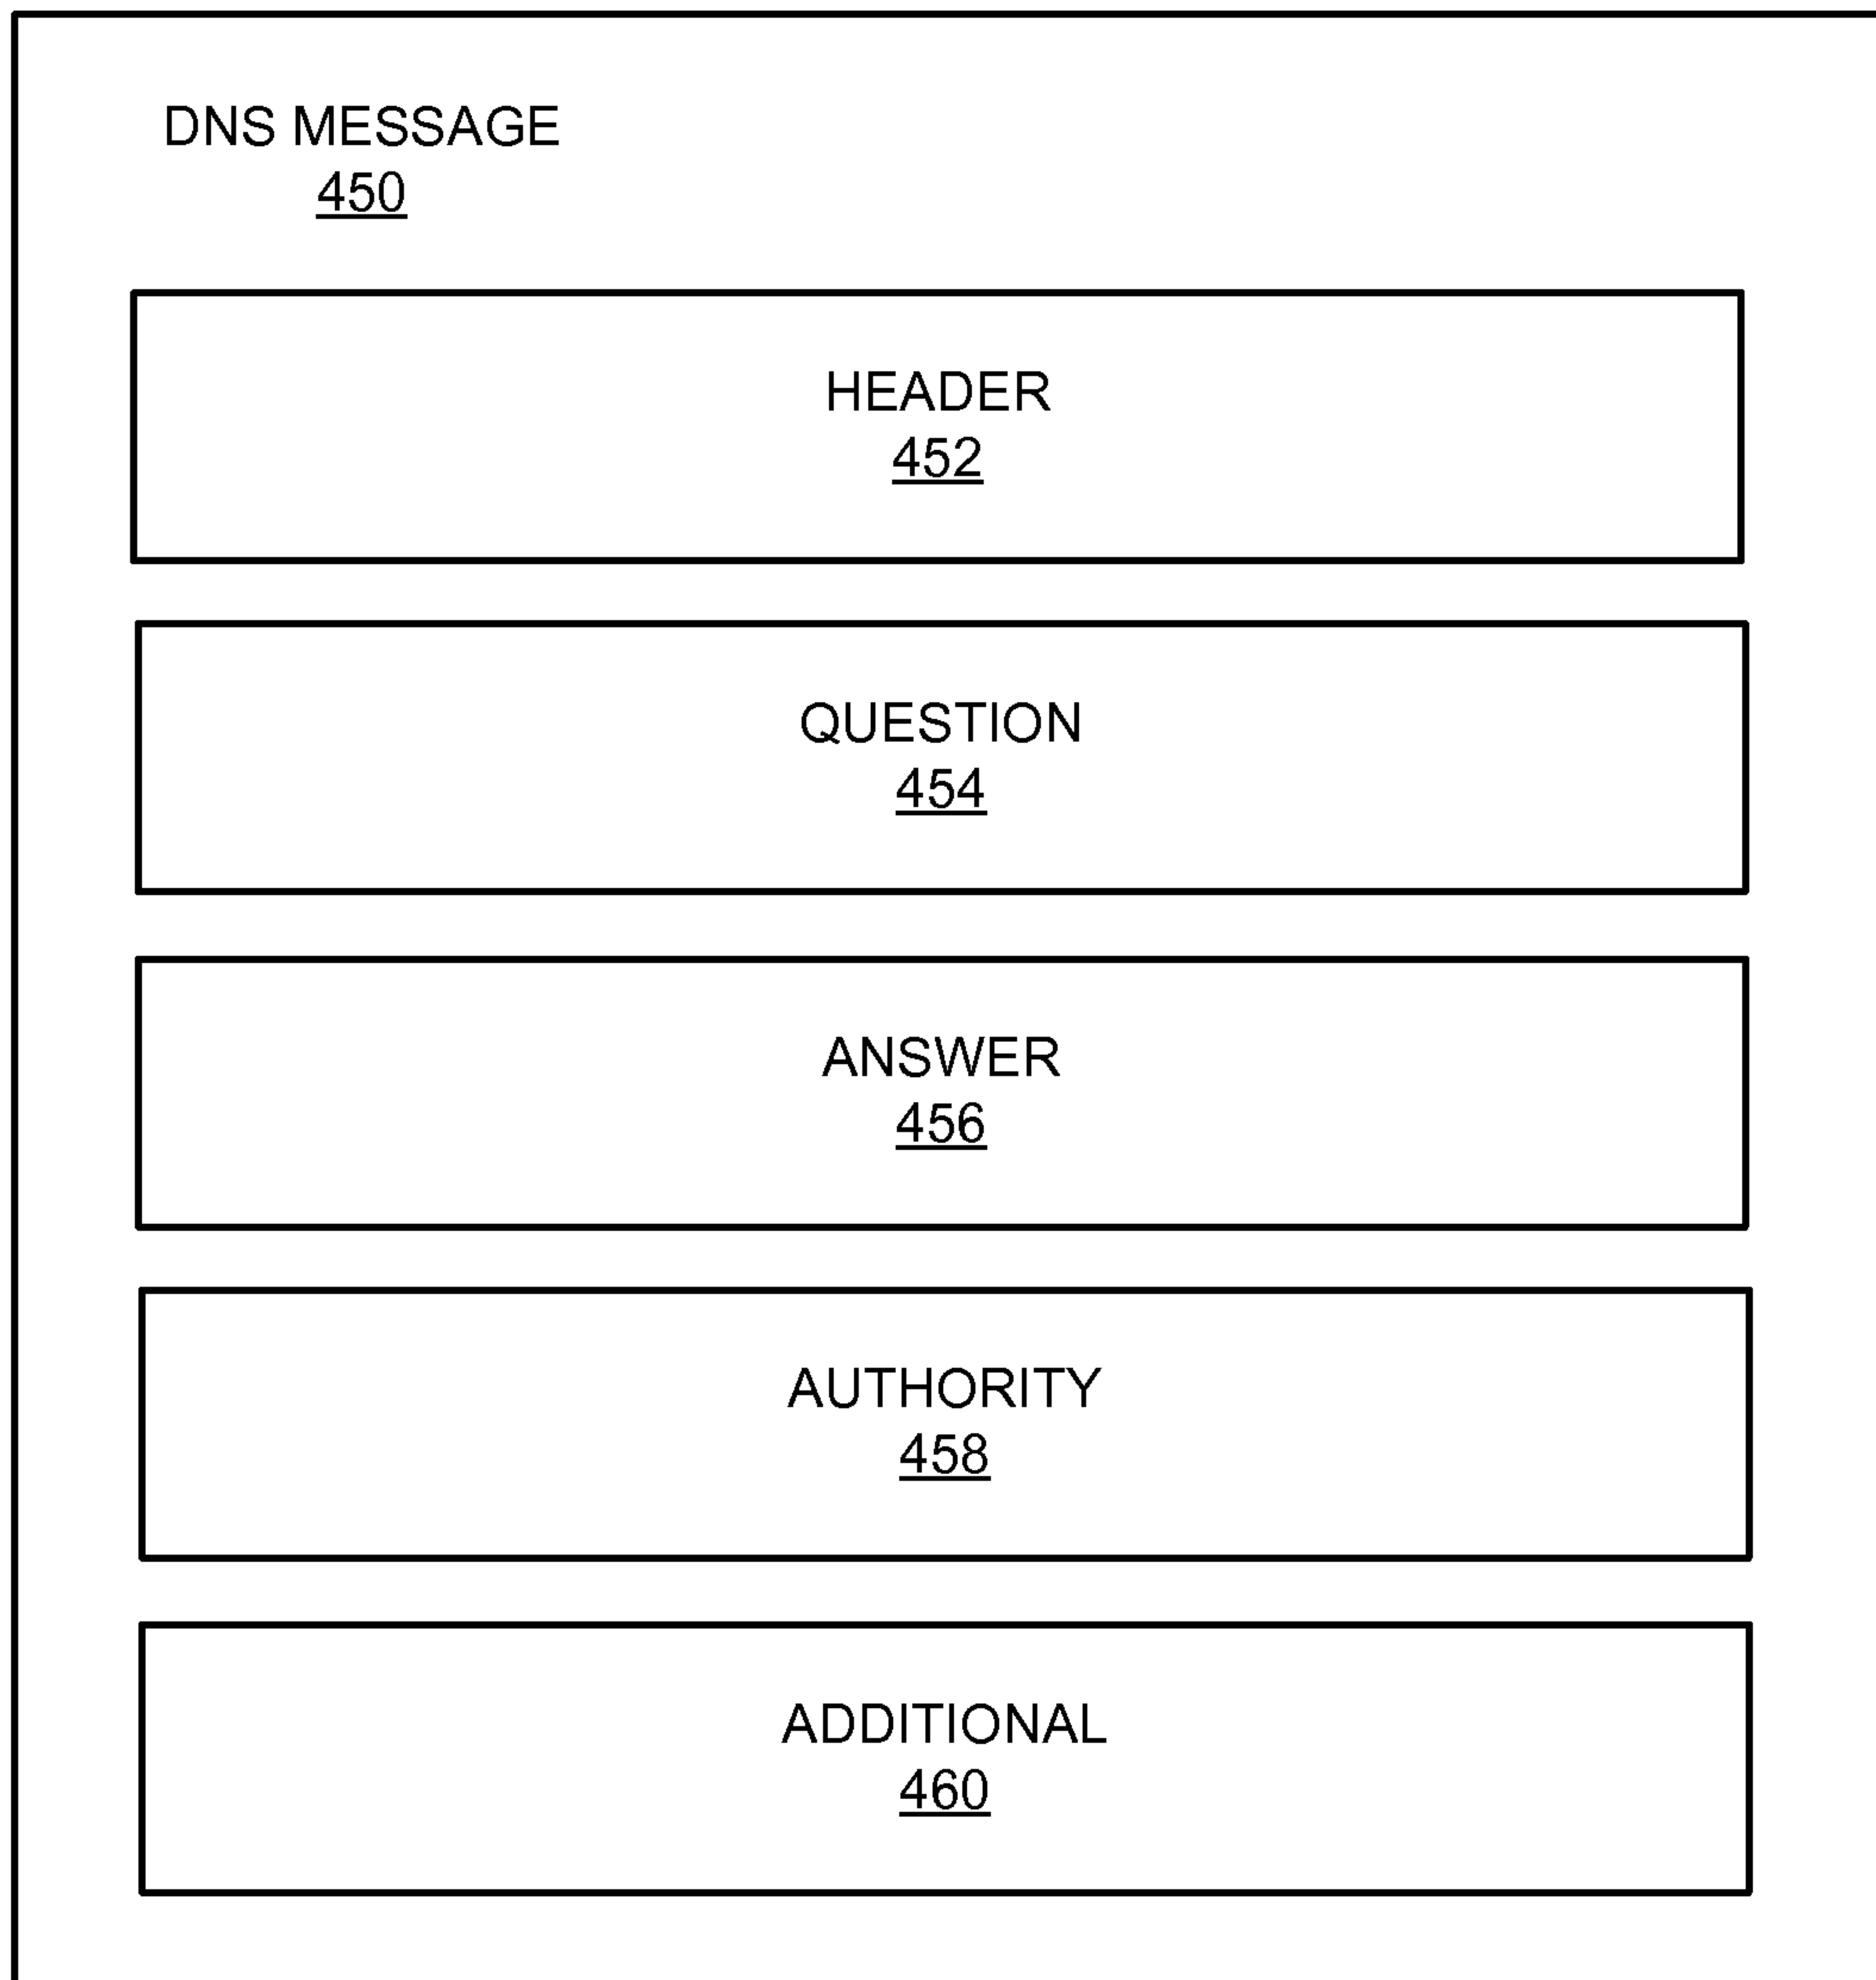 DNS MESSAGE
450
HEADER
452
QUESTION
454
ANSWER
456
AUTHORITY
458
ADDITIONAL
460